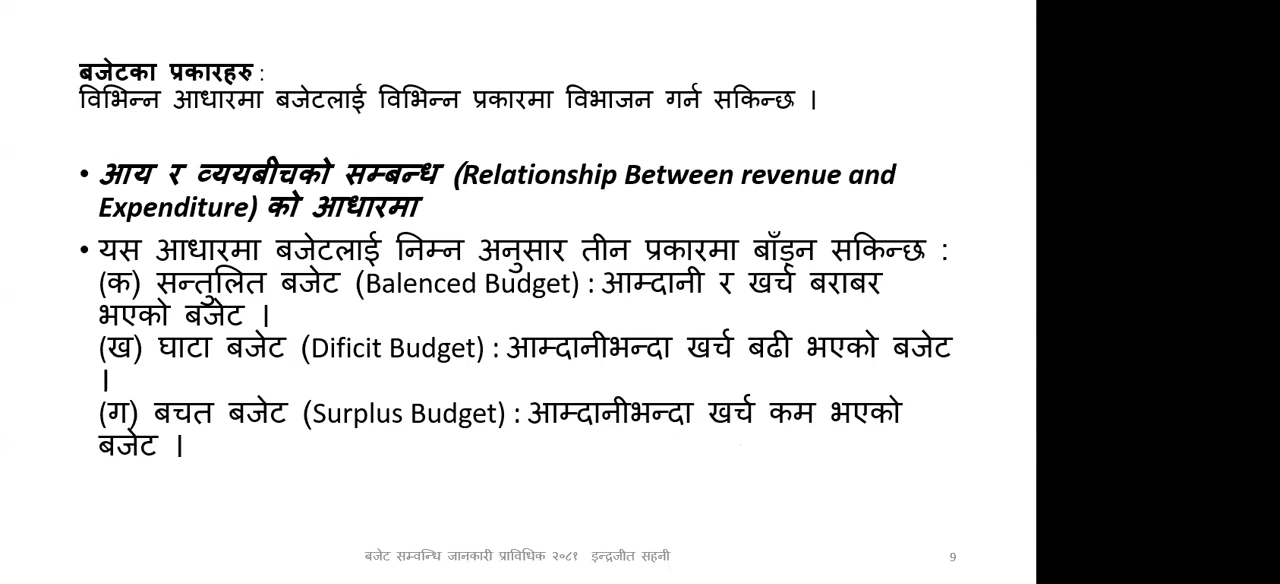 बजेटका प्रकारहरु :
विभिन्न आधारमा बजेटलाई विभिन्न प्रकारमा विभाजन गर्न सकिन्छ ।
• आय र व्ययबीचको सम्बन्ध (Relationship Between revenue and
Expenditure) को आधारमा
• यस आधारमा बजेटलाई निम्न अनुसार तीन प्रकारमा बाँड्न सकिन्छ :
(क) सन्तुलित बजेट (Balenced Budget) : आम्दानी र खर्च बराबर
भएको बजेट ।
(ख) घाटा बजेट (Dificit Budget) : आम्दानीभन्दा खर्च बढी भएको बजेट
।
(ग) बचत बजेट (Surplus Budget) : आम्दानीभन्दा खर्च कम भएको
बजेट ।
बजेट सम्वन्धि जानकारी प्राविधिक २०८१ इन्द्रजीत सहनी
9